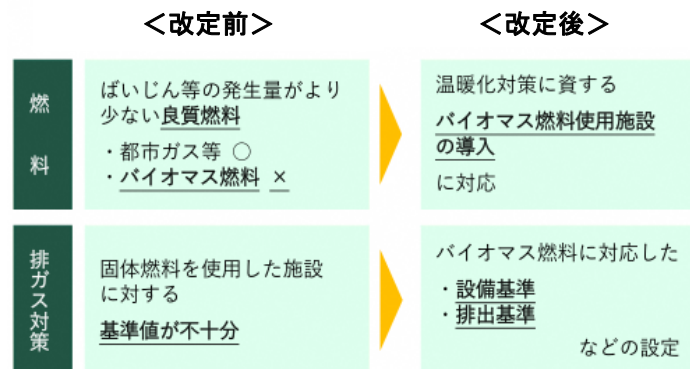 ＜改定前＞
＜改定後＞
燃料
ばいじん等の発生量がより
少ない良質燃料
・都市ガス等 ○
・バイオマス燃料 ×
温暖化対策に資する
バイオマス燃料使用施設
の導入
に対応
排ガス対策
固体燃料を使用した施設
に対する
基準値が不十分
バイオマス燃料に対応した
・設備基準
・排出基準
などの設定